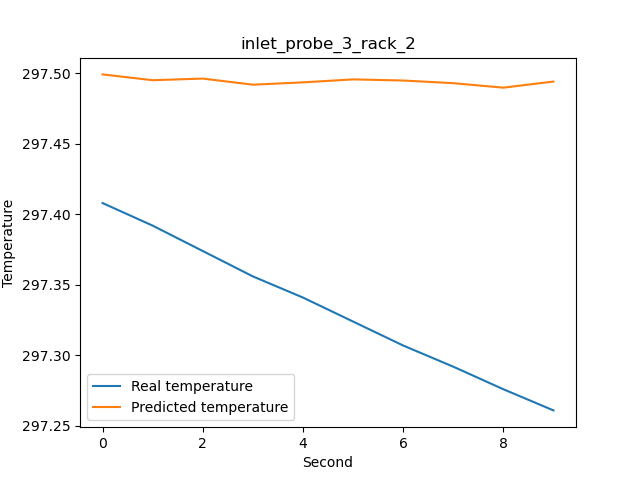 inlet_probe_3_rack_2
297.50
297.45
297.40
297.35
297.30
297.25
Temperature
Real temperature
Predicted temperature
0 2 4 6 8
Second